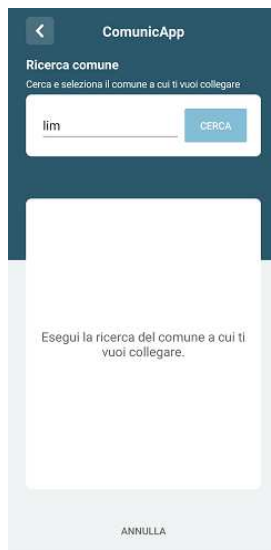 ComunicApp
Ricerca comune
Cerca e seleziona il comune a cui ti vuoi collegare
lim
CERCA
Esegui la ricerca del comune a cui ti
vuoi collegare.
ANNULLA